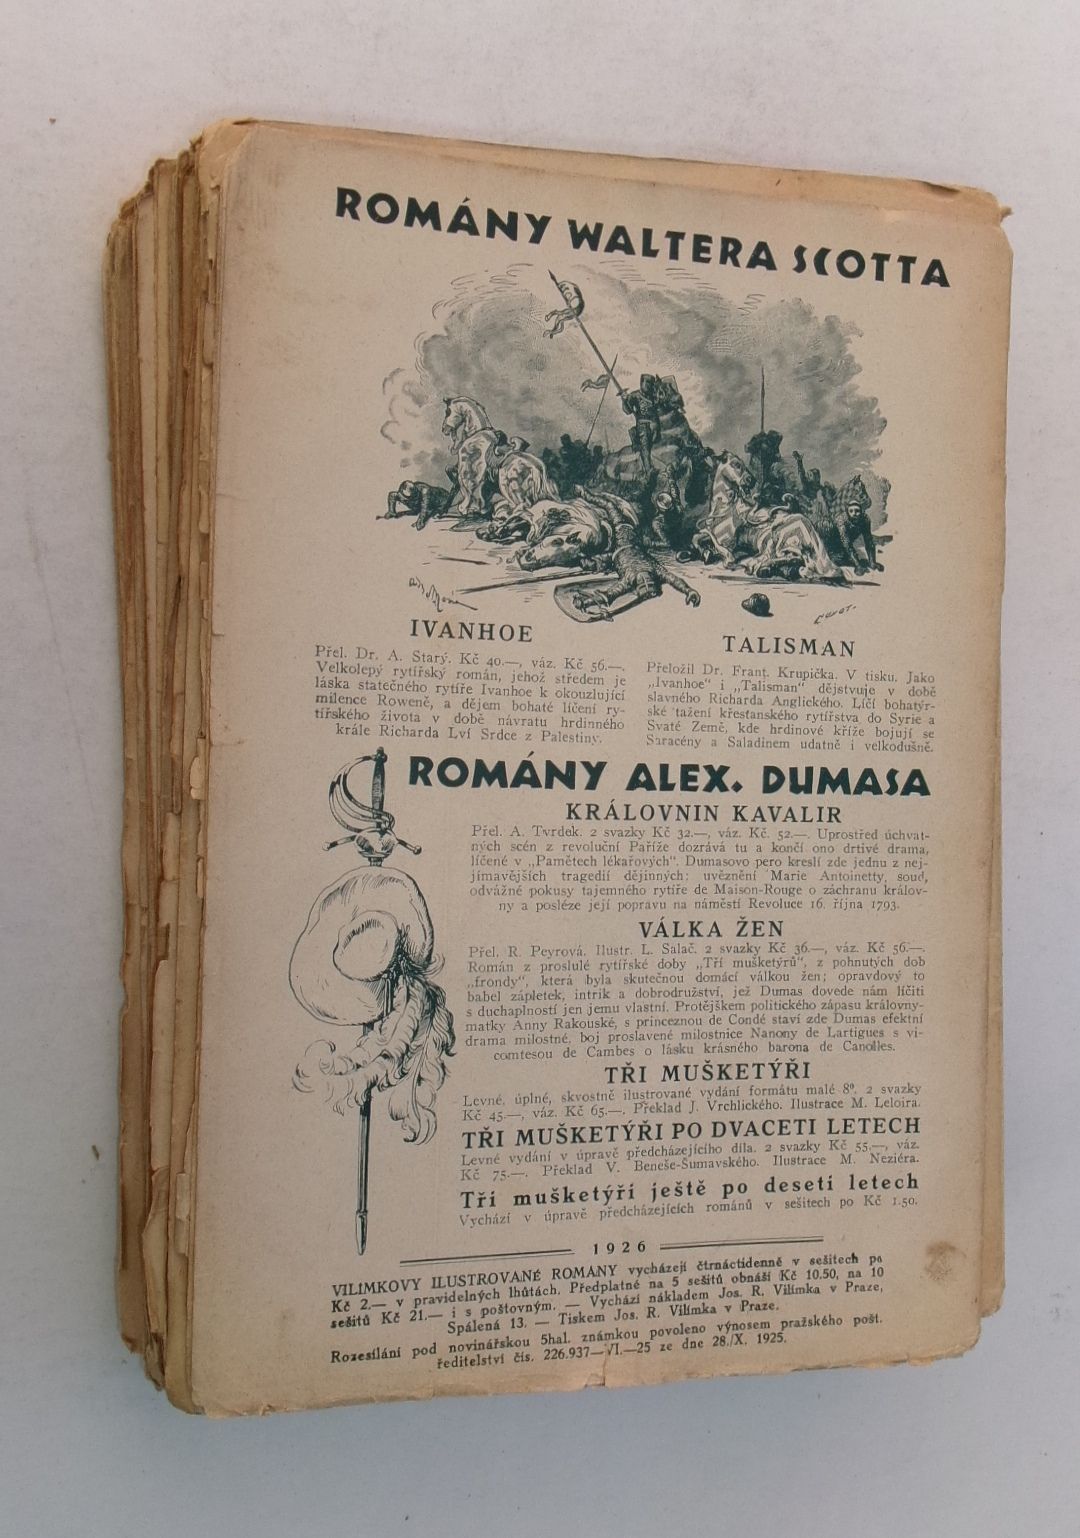 ROMÁNY WALTERA SCOTTA
IVANHOE
Přel. Dr. A. Starý. Kč 40.—, váz. Kč 56.—.
Velkolepý rytířský román, jehož středem je
láska statečného rytíře Ivanhoe k okouzlující
milence Roweně, a dějem bohaté líčení ry-
tířského života v době návratu hrdinného
krále Richarda Lví Srdce z Palestiny.
TALISMAN
Přeložil Dr. Frant. Krupička. V tisku. Jako
„Ivanhoe“ i „Talisman“ dějstvuje v době
slavného Richarda Anglického. Líčí bohatýr-
ské tažení křestanského rytířstva do Syrie a
Svaté Země, kde hrdinové kříže bojují se
Saracény a Saladinem udatně i velkodušně.
ROMÁNY ALEX. DUMASA
KRÁLOVNIN KAVALIR
Přel. A. Tvrdek. 2 svazky Kč 32.—, váz. Kč. 52.—. Uprostřed úchvat-
ných scén z revoluční Paříže dozrává tu a končí ono drtivé drama,
líčené v „Pamětech lékařových“. Dumasovo pero kreslí zde jednu z nej-
jímavějších tragedií dějinných: uvěznění Marie Antoinetty, soud,
odvážné pokusy tajemného rytíře de Maison-Rouge o záchranu královny-
ny a posléze její popravu na náměstí Revoluce 16. října 1793.
VÁLKA ŽEN
Přel. R. Peyrová. Ilustr. L. Salač. 2 svazky Kč 36.—, váz. Kč 56.—.
Román z proslulé rytířské doby „Tří mušketýrů“, z pohnutých dob
„frondy“, která byla skutečnou domácí válkou žen; opravdový to
babel zápletek, intrik a dobrodružství, jež Dumas dovede nám líčiti
s duchaplností jen jemu vlastní. Protějškem politického zápasu královny-
matky Anny Rakouské, s princeznou de Condé staví zde Dumas efektní
drama milostné, boj proslavené milostnice Nanony de Lartigues s vi-
comtesou de Cambes o lásku krásného barona de Canolles.
TŘI MUŠKETÝŘI
Levné, úplné, skvostně ilustrované vydání formátu malé 8º. 2 svazky
Kč 45.—, váz. Kč 65.—. Překlad J. Vrchlického. Ilustrace M. Leloira.
TŘI MUŠKETÝŘI PO DVACETI LETECH
Levné vydání v úpravě předcházejícího díla. 2 svazky Kč 55.—, váz.
Kč 75.—. Překlad V. Beneše-Šumavského. Ilustrace M. Neziéra.
Tři mušketýři ještě po deseti letech
Vychází v úpravě předcházejících románů v sešitech po Kč 1.50.
1926
VILIMKOVY ILUSTROVANÉ ROMANY vycházejí čtrnáctidenně v sešitech po
Kč 2.— v pravidelných lhůtách. Předplatné na 5 sešitů obnáší Kč 10.50, na 10
sešitů Kč 21.— i s poštovným. — Vychází nákladem Jos. R. Vilímka v Praze,
Spálená 13. — Tiskem Jos. R. Vilímka v Praze.
Rozesílání pod novinářskou 5hal. známkou povoleno výnosem pražského pošt.
ředitelství čís. 226.937—VI.—25 ze dne 28./X. 1925.